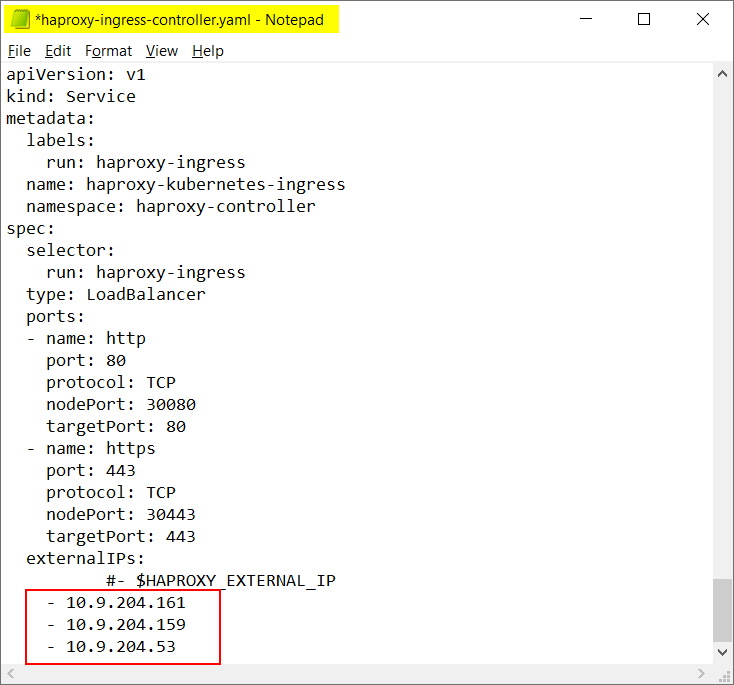 *haproxy-ingress-controller.yaml - Notepad
File Edit Format View Help
apiVersion: v1
kind: Service
metadata:
  labels:
    run: haproxy-ingress
  name: haproxy-kubernetes-ingress
  namespace: haproxy-controller
spec:
  selector:
    run: haproxy-ingress
  type: LoadBalancer
  ports:
  - name: http
    port: 80
    protocol: TCP
    nodePort: 30080
    targetPort: 80
  - name: https
    port: 443
    protocol: TCP
    nodePort: 30443
    targetPort: 443
  externalIPs:
          #- $HAPROXY_EXTERNAL_IP
    - 10.9.204.161
    - 10.9.204.159
    - 10.9.204.53